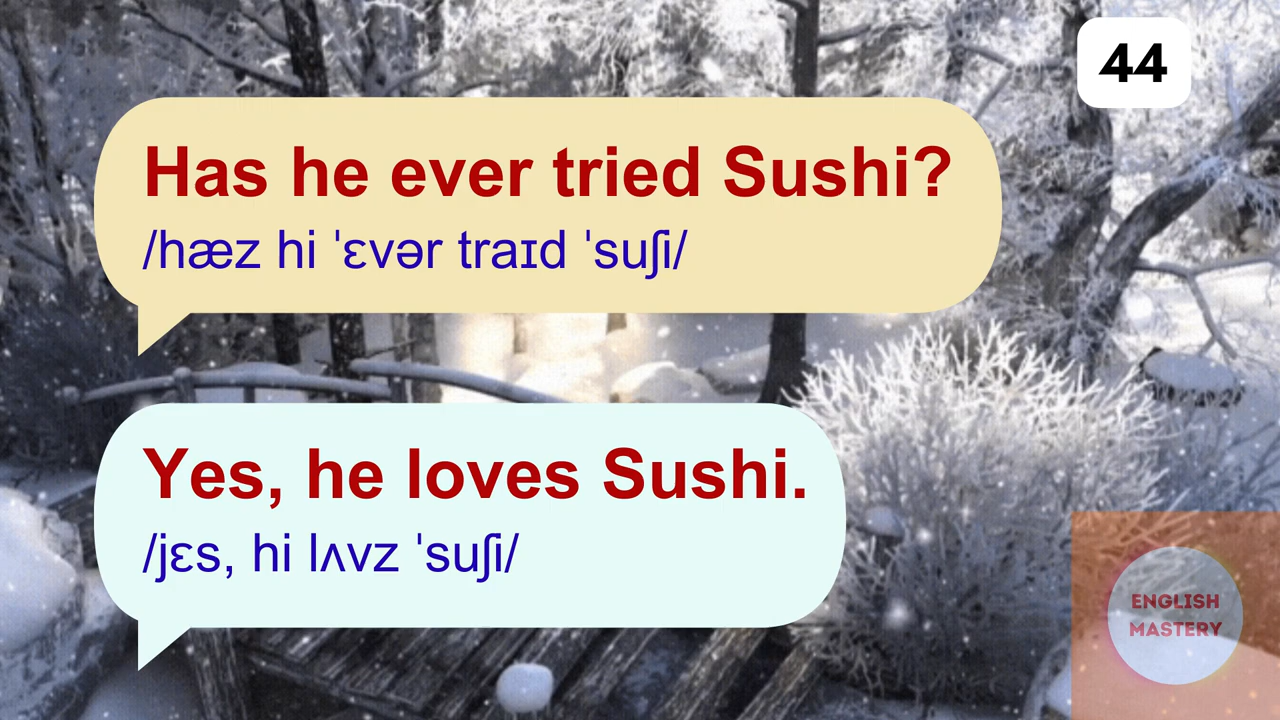 44
Has he ever tried Sushi?
/hæz hi ˈɛvər traɪd ˈsuʃi/
Yes, he loves Sushi.
/jɛs, hi lʌvz ˈsuʃi/
ENGLISH
MASTERY